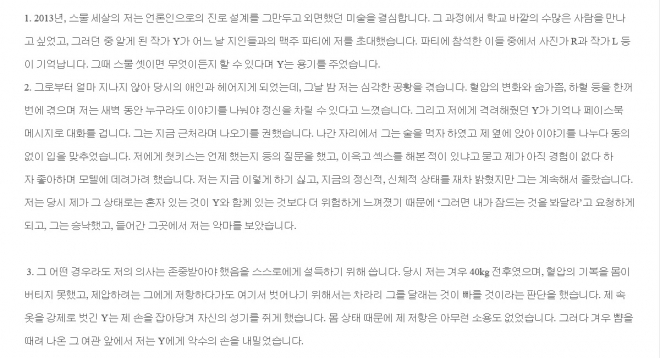 1. 2013년, 스물 세살의 저는 언론인으로의 진로 설계를 그만두고 외면했던 미술을 결심합니다. 그 과정에서 학교 바깥의 수많은 사람을 만나
고 싶었고, 그러던 중 알게 된 작가 Y가 어느 날 지인들과의 맥주 파티에 저를 초대했습니다. 파티에 참석한 이들 중에서 사진가 R과 작가 L 등
이 기억납니다. 그때 스물 셋이면 무엇이든지 할 수 있다며 Y는 용기를 주었습니다.
2. 그로부터 얼마 지나지 않아 당시의 애인과 헤어지게 되었는데, 그날 밤 저는 심각한 공황을 겪습니다. 혈압의 변화와 숨가쁨, 하혈 등을 한꺼
번에 겪으며 저는 새벽 동안 누구라도 이야기를 나눠야 정신을 차릴 수 있다고 느꼈습니다. 그리고 저에게 격려해줬던 Y가 기억나 페이스북
메시지로 대화를 겁니다. 그는 지금 근처라며 나오기를 권했습니다. 나간 자리에서 그는 술을 먹자 하였고 제 옆에 앉아 이야기를 나누다 동의
없이 입을 맞추었습니다. 저에게 첫키스는 언제 했는지 등의 질문을 했고, 이윽고 섹스를 해본 적이 있냐고 묻고 제가 아직 경험이 없다 하
자 좋아하며 모텔에 데려가려 했습니다. 저는 지금 이렇게 하기 싫고, 지금의 정신적, 신체적 상태를 재차 밝혔지만 그는 계속해서 졸랐습니다.
저는 당시 제가 그 상태로는 혼자 있는 것이 Y와 함께 있는 것보다 더 위험하게 느껴졌기 때문에 '그러면 내가 잠드는 것을 봐달라'고 요청하게
되고, 그는 승낙했고, 들어간 그곳에서 저는 악마를 보았습니다.
3. 그 어떤 경우라도 저의 의사는 존중받아야 했음을 스스로에게 설득하기 위해 씁니다. 당시 저는 겨우 40kg 전후였으며, 혈압의 기복을 몸이
버티지 못했고, 제압하려는 그에게 저항하다가도 여기서 벗어나기 위해서는 차라리 그를 달래는 것이 빠를 것이라는 판단을 했습니다. 제 속
옷을 강제로 벗긴 Y는 제 손을 잡아당겨 자신의 성기를 쥐게 했습니다. 몸 상태 때문에 제 저항은 아무런 소용도 없었습니다. 그러다 겨우 뺨을
때려 나온 그 여관 앞에서 저는 Y에게 악수의 손을 내밀었습니다.